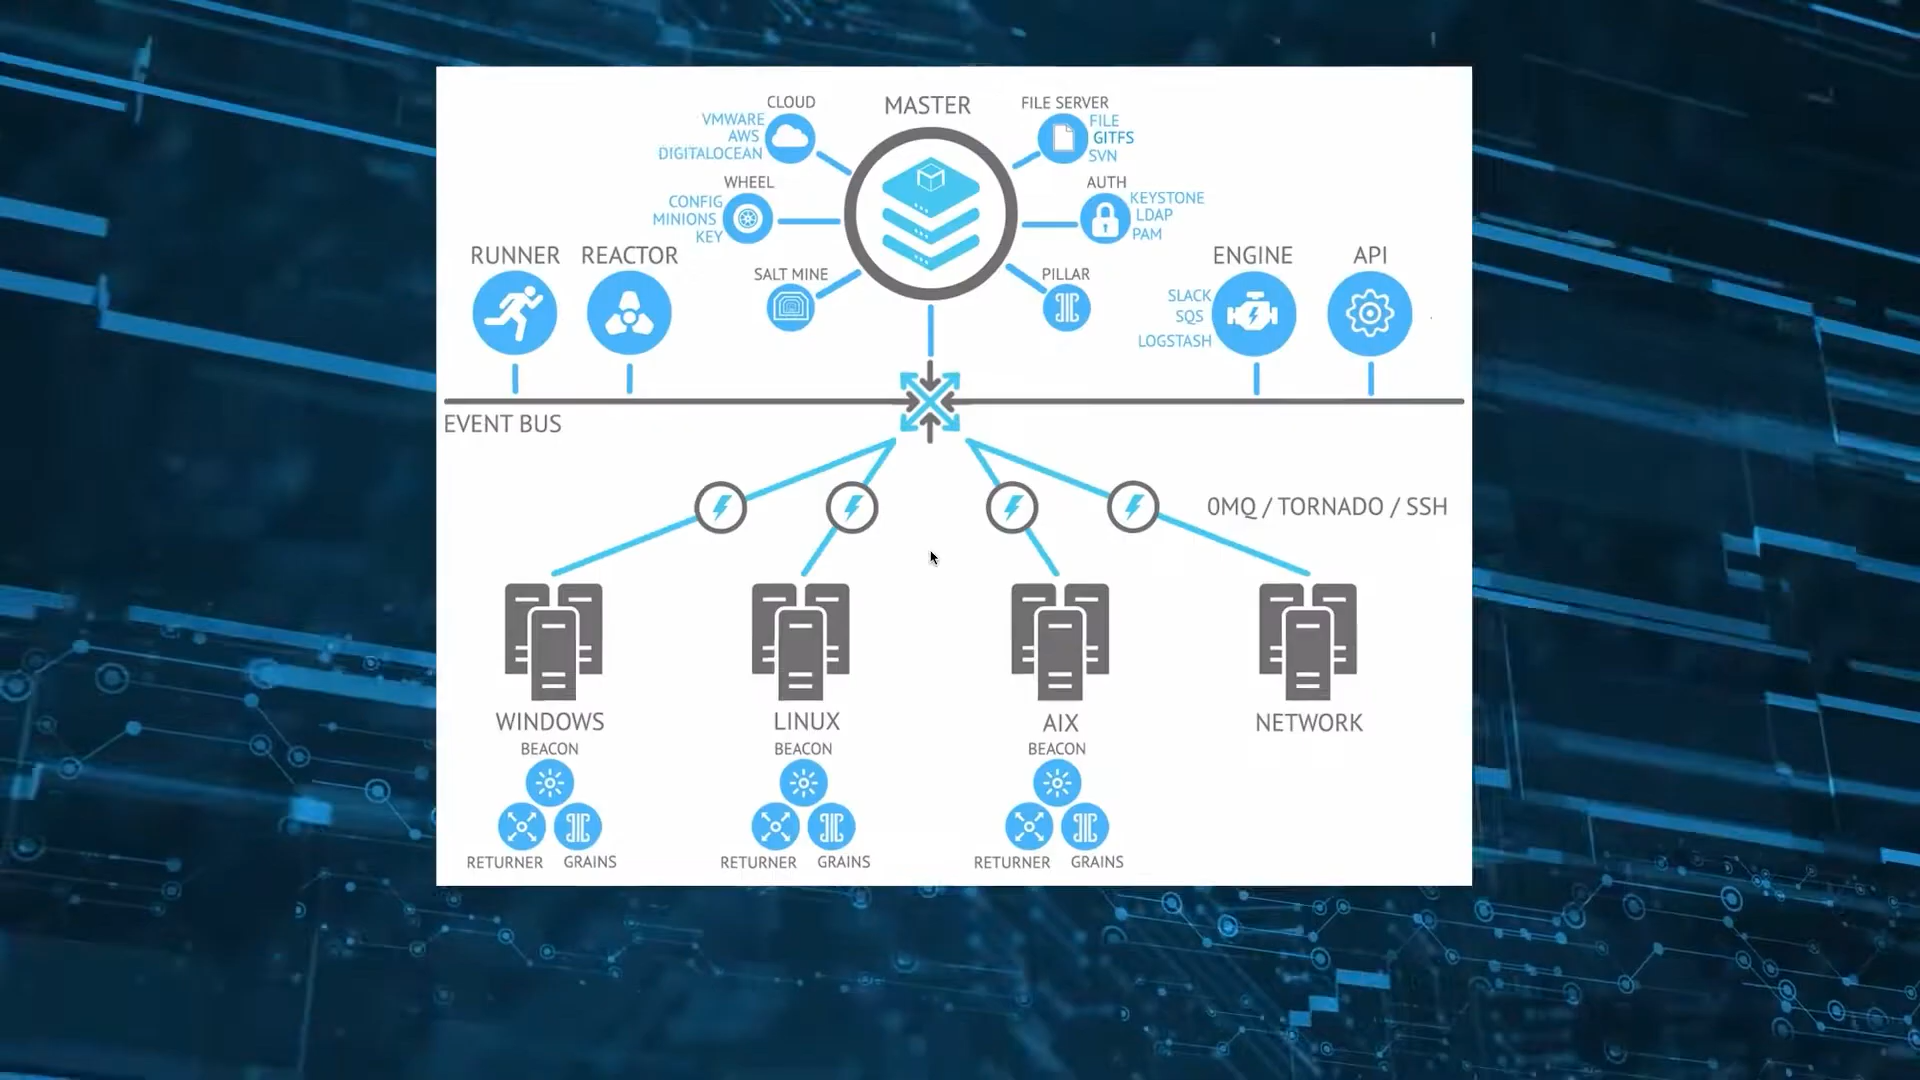 CLOUD
MASTER
FILE SERVER
VMWARE
AWS
DIGITALOCEAN
FILE
GITFS
SVN
WHEEL
AUTH
CONFIG
MINIONS
KEY
KEYSTONE
LDAP
PAM
RUNNER
REACTOR
SALT MINE
PILLAR
ENGINE
API
SLACK
SQS
LOGSTASH
EVENT BUS
0MQ / TORNADO / SSH
WINDOWS
LINUX
AIX
NETWORK
BEACON
BEACON
BEACON
RETURNER
GRAINS
RETURNER
GRAINS
RETURNER
GRAINS